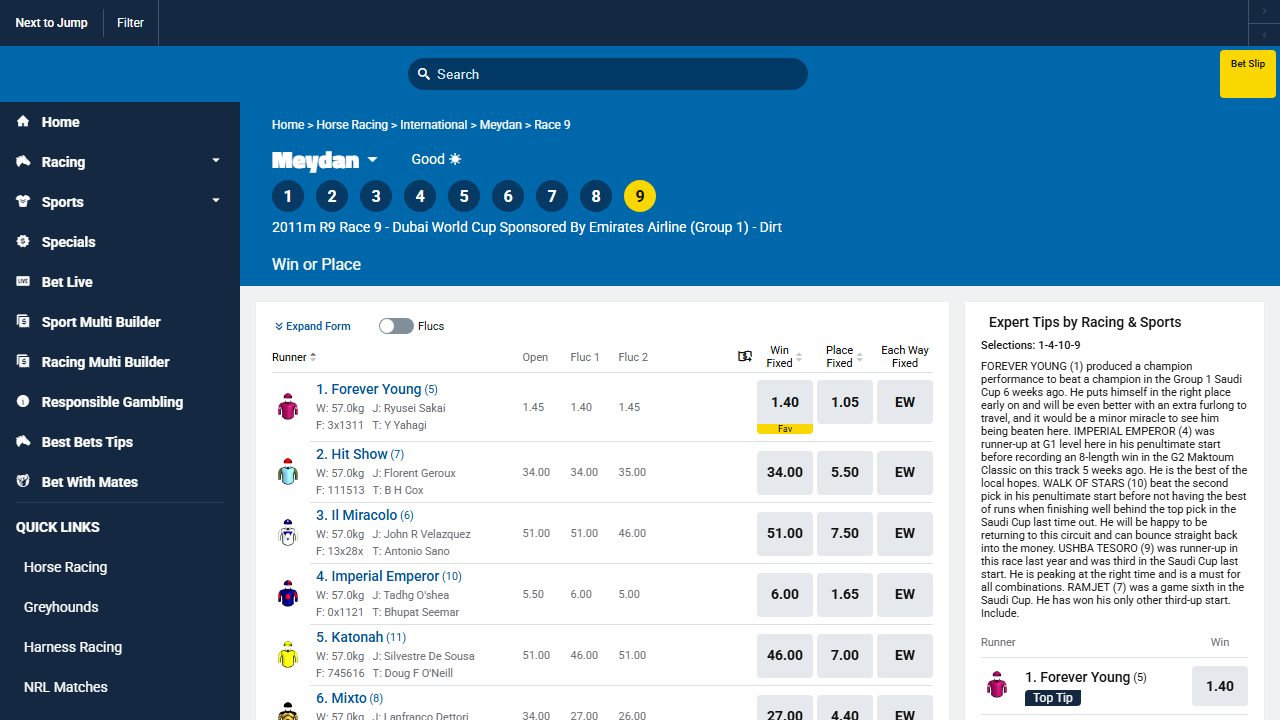 Next to Jump
Filter
Search
Bet Slip
Home
Racing
Sports
Specials
LIVE Bet Live
Sport Multi Builder
Racing Multi Builder
Responsible Gambling
Best Bets Tips
Bet With Mates
QUICK LINKS
Horse Racing
Greyhounds
Harness Racing
NRL Matches
Home > Horse Racing > International > Meydan > Race 9
Meydan Good
1 2 3 4 5 6 7 8 9
2011m R9 Race 9 - Dubai World Cup Sponsored By Emirates Airline (Group 1) - Dirt
Win or Place
Expand Form Flucs
Runner Open Fluc 1 Fluc 2 Win Fixed Place Fixed Each Way Fixed
1. Forever Young (5)
W: 57.0kg J: Ryusei Sakai 1.45 1.40 1.45 1.40 1.05 EW
F: 3x1311 T: Y Yahagi Fav
2. Hit Show (7)
W: 57.0kg J: Florent Geroux 34.00 34.00 35.00 34.00 5.50 EW
F: 111513 T: B H Cox
3. Il Miracolo (6)
W: 57.0kg J: John R Velazquez 51.00 51.00 46.00 51.00 7.50 EW
F: 13x28x T: Antonio Sano
4. Imperial Emperor (10)
W: 57.0kg J: Tadhg O'shea 5.50 6.00 5.00 6.00 1.65 EW
F: 0x1121 T: Bhupat Seemar
5. Katonah (11)
W: 57.0kg J: Silvestre De Sousa 51.00 46.00 51.00 46.00 7.00 EW
F: 745616 T: Doug F O'Neill
6. Mixto (8)
W: 57.0kg J: Lanfranco Dettori 34.00 27.00 26.00 27.00 4.40 EW
Expert Tips by Racing & Sports
Selections: 1-4-10-9
FOREVER YOUNG (1) produced a champion
performance to beat a champion in the Group 1 Saudi
Cup 6 weeks ago. He puts himself in the right place
early on and will be even better with an extra furlong to
travel, and it would be a minor miracle to see him
being beaten here. IMPERIAL EMPEROR (4) was
runner-up at G1 level here in his penultimate start
before recording an 8-length win in the G2 Maktoum
Classic on this track 5 weeks ago. He is the best of the
local hopes. WALK OF STARS (10) beat the second
pick in his penultimate start before not having the best
of runs when finishing well behind the top pick in the
Saudi Cup last time out. He will be happy to be
returning to this circuit and can bounce straight back
into the money. USHBA TESORO (9) was runner-up in
this race last year and was third in the Saudi Cup last
start. He is peaking at the right time and is a must for
all combinations. RAMJET (7) was a game sixth in the
Saudi Cup. He has won his only other third-up start.
Include.
Runner Win
1. Forever Young (5) 1.40
Top Tip